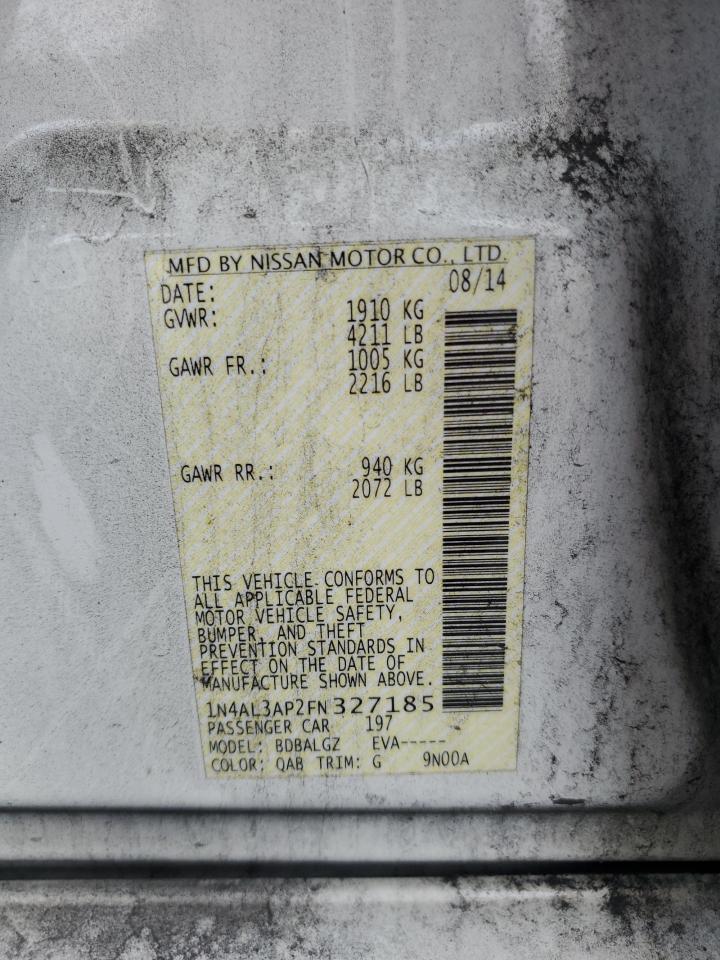 MFD BY NISSAN MOTOR CO., LTD.
DATE: 08/14
GVWR: 1910 KG
4211 LB
GAWR FR.: 1005 KG
2216 LB
GAWR RR.: 940 KG
2072 LB
THIS VEHICLE CONFORMS TO
ALL APPLICABLE FEDERAL
MOTOR VEHICLE SAFETY,
BUMPER, AND THEFT
PREVENTION STANDARDS IN
EFFECT ON THE DATE OF
MANUFACTURE SHOWN ABOVE.
1N4AL3AP2FN327185
PASSENGER CAR 197
MODEL: BDBALGZ EVA-----
COLOR: QAB TRIM: G 9N00A